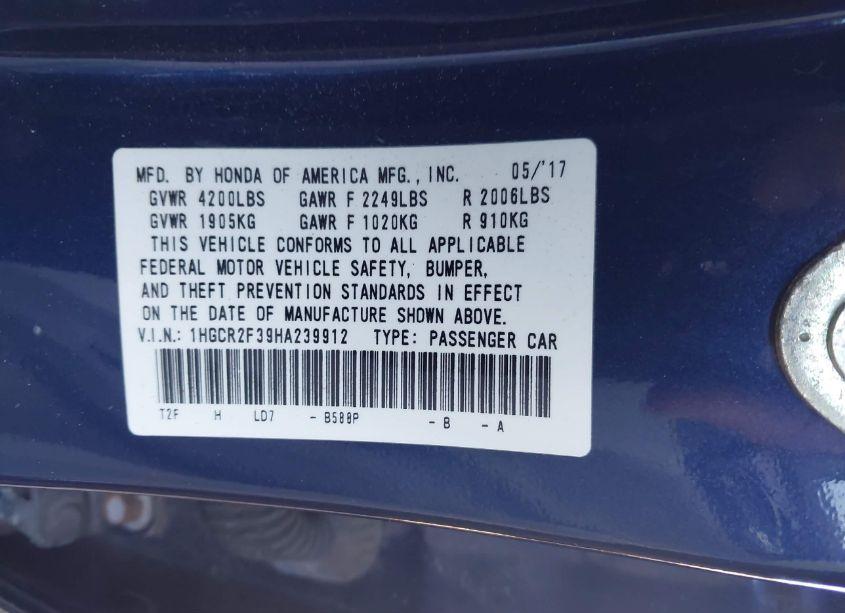 MFD. BY HONDA OF AMERICA MFG., INC. 05/'17
GVWR 4200LBS GAWR F 2249LBS R 2006LBS
GVWR 1905KG GAWR F 1020KG R 910KG
THIS VEHICLE CONFORMS TO ALL APPLICABLE
FEDERAL MOTOR VEHICLE SAFETY, BUMPER,
AND THEFT PREVENTION STANDARDS IN EFFECT
ON THE DATE OF MANUFACTURE SHOWN ABOVE.
V.I.N.: 1HGCR2F39HA239912 TYPE: PASSENGER CAR
T2F H LD7 - B588P - B - A